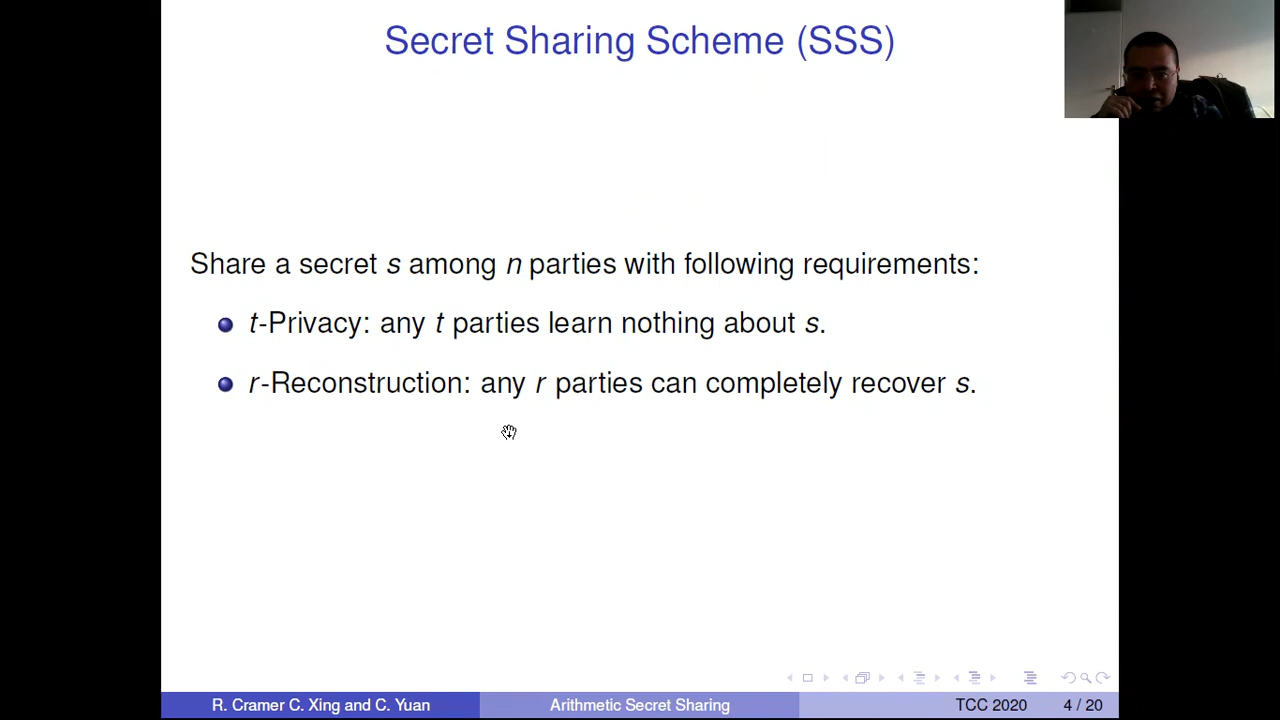 Secret Sharing Scheme (SSS)
Share a secret s among n parties with following requirements:
t-Privacy: any t parties learn nothing about s.
r-Reconstruction: any r parties can completely recover s.
R. Cramer C. Xing and C. Yuan
Arithmetic Secret Sharing
TCC 2020
4 / 20